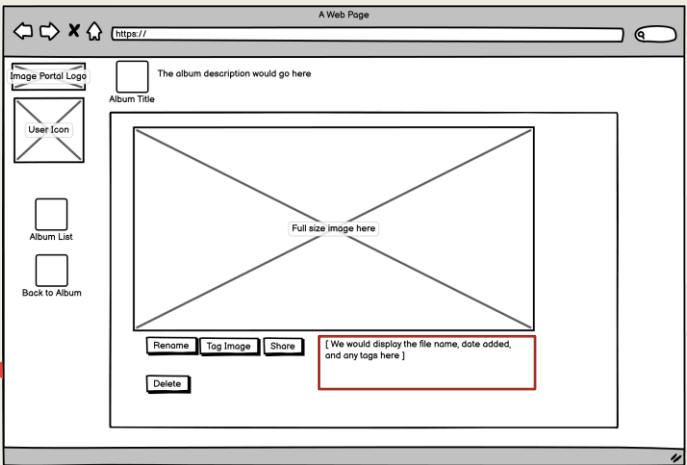 A Web Page
https://
Image Portal Logo
The album description would go here
Album Title
User Icon
Full size image here
Album List
Back to Album
Rename
Tag Image
Share
[ We would display the file name, date added,
and any tags here ]
Delete